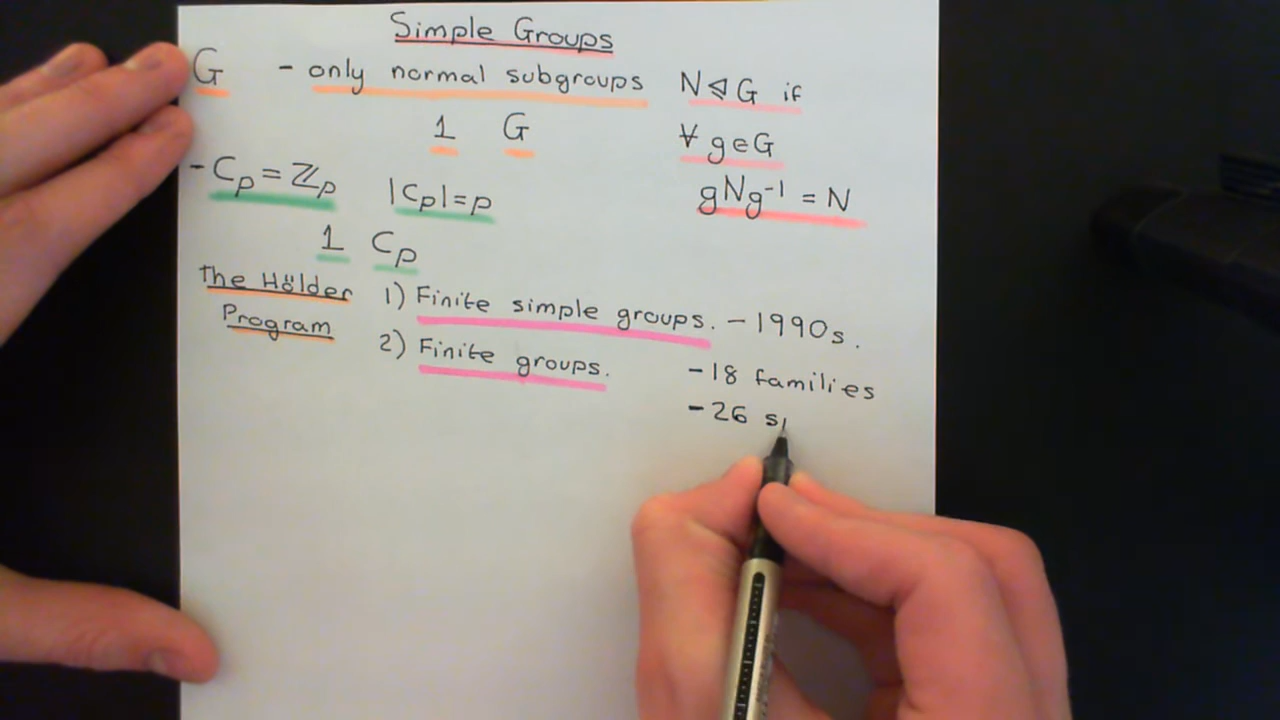 Simple Groups
G - only normal subgroups N⊲G if
1 G ∀ g∈G
- Cp = ℤp |Cp| = p gNg⁻¹ = N
1 Cp
The Hölder Program
1) Finite simple groups. - 1990s.
2) Finite groups.
- 18 families
- 26 s